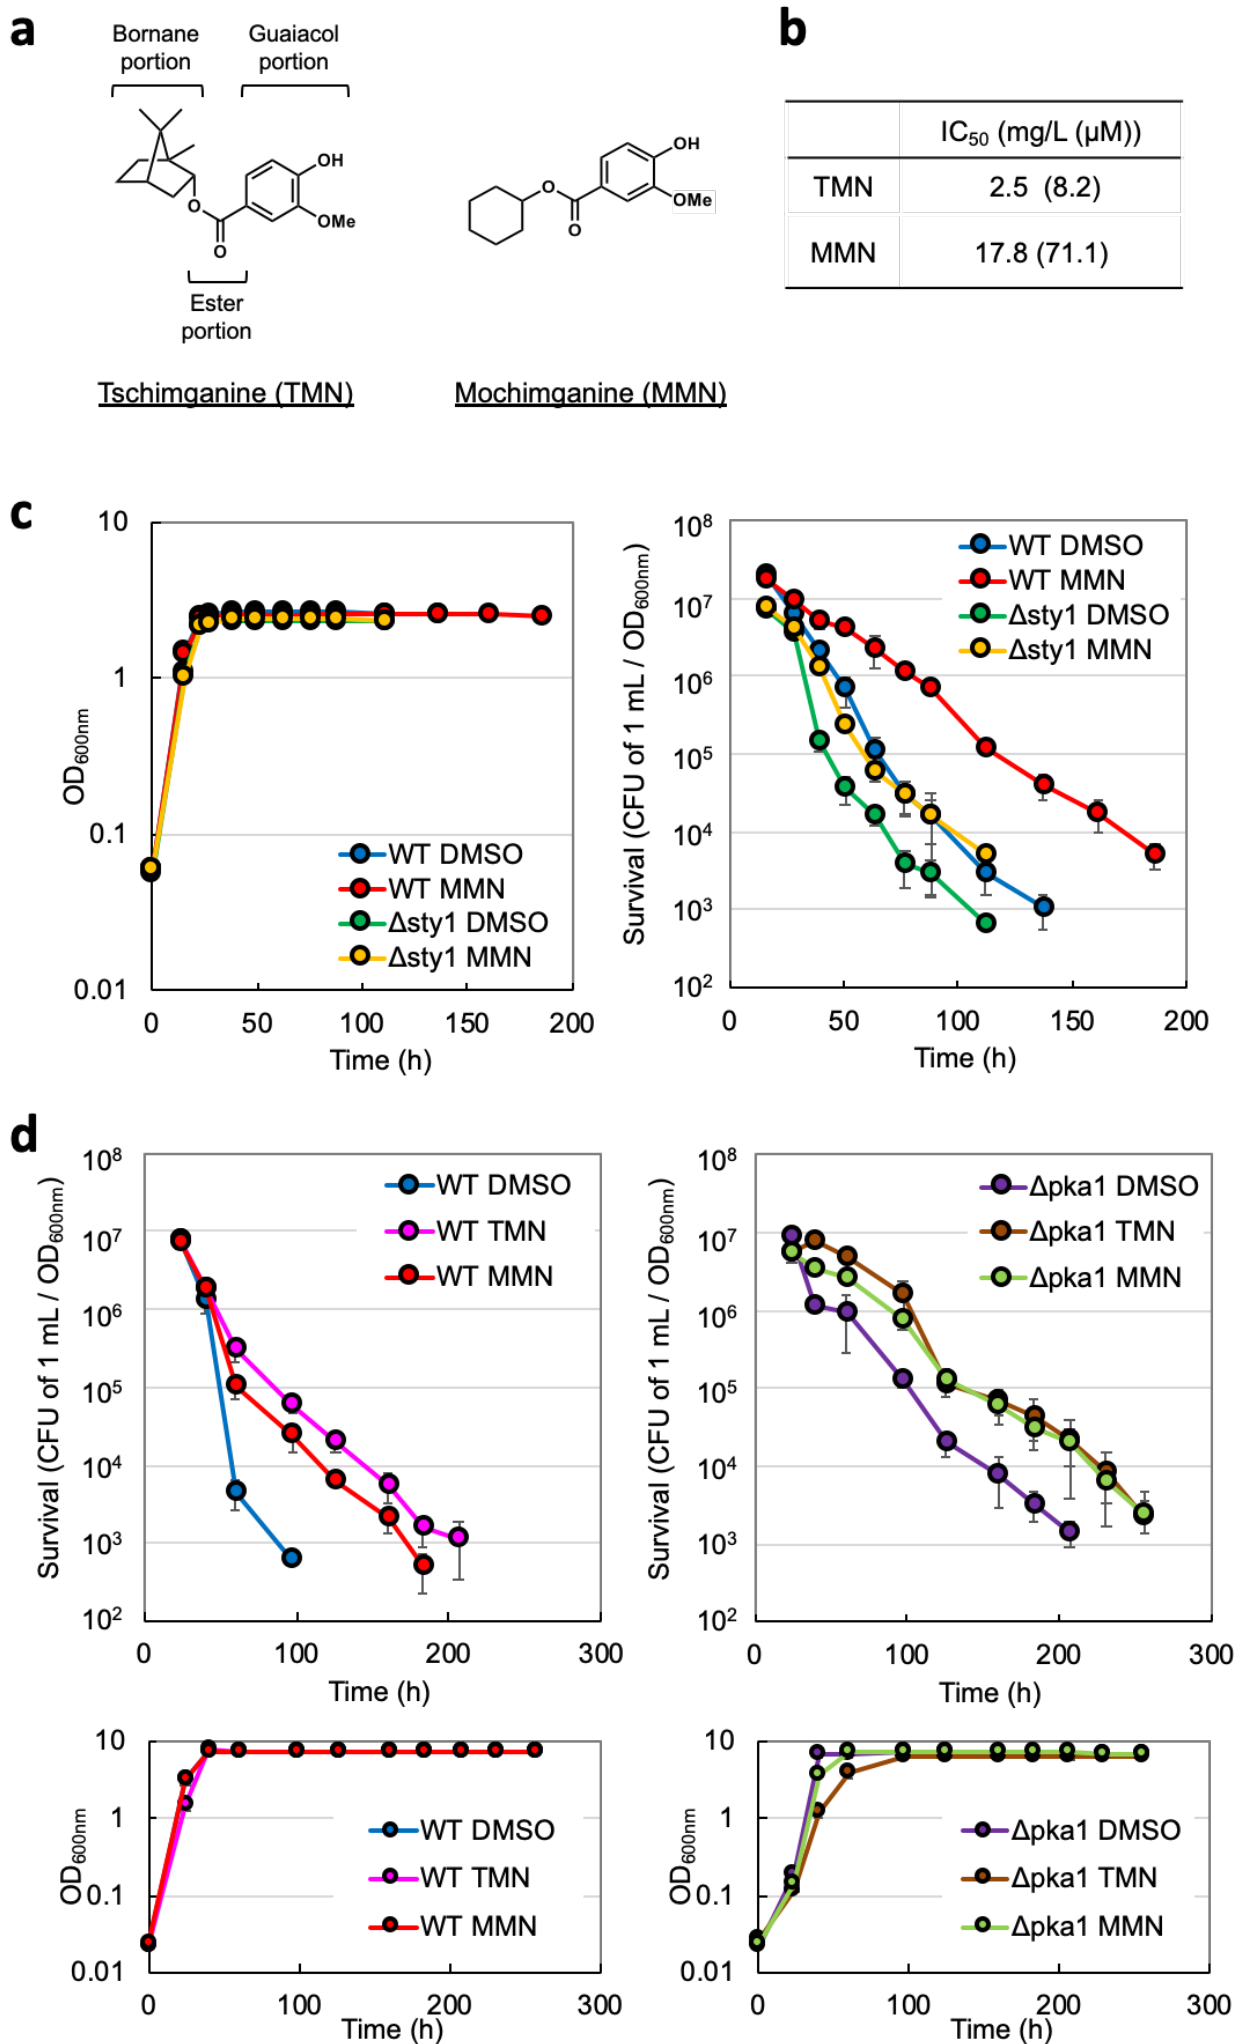 a
b
Bornane
portion
Guaiacol
portion
OH
OMe
O
O
Ester
portion
Tschimganine (TMN)
O
O
OH
OMe
Mochimganine (MMN)
IC50 (mg/L (µM))
TMN 2.5 (8.2)
MMN 17.8 (71.1)
c
10
1
0.1
0.01
OD600nm
0 50 100 150 200
Time (h)
WT DMSO
WT MMN
Δsty1 DMSO
Δsty1 MMN
10^8
10^7
10^6
10^5
10^4
10^3
10^2
Survival (CFU of 1 mL / OD600nm)
0 50 100 150 200
Time (h)
WT DMSO
WT MMN
Δsty1 DMSO
Δsty1 MMN
d
10^8
10^7
10^6
10^5
10^4
10^3
10^2
Survival (CFU of 1 mL / OD600nm)
0 100 200 300
Time (h)
WT DMSO
WT TMN
WT MMN
10^8
10^7
10^6
10^5
10^4
10^3
10^2
Survival (CFU of 1 mL / OD600nm)
0 100 200 300
Time (h)
Δpka1 DMSO
Δpka1 TMN
Δpka1 MMN
10
1
0.1
0.01
OD600nm
0 100 200 300
Time (h)
WT DMSO
WT TMN
WT MMN
10
1
0.1
0.01
OD600nm
0 100 200 300
Time (h)
Δpka1 DMSO
Δpka1 TMN
Δpka1 MMN